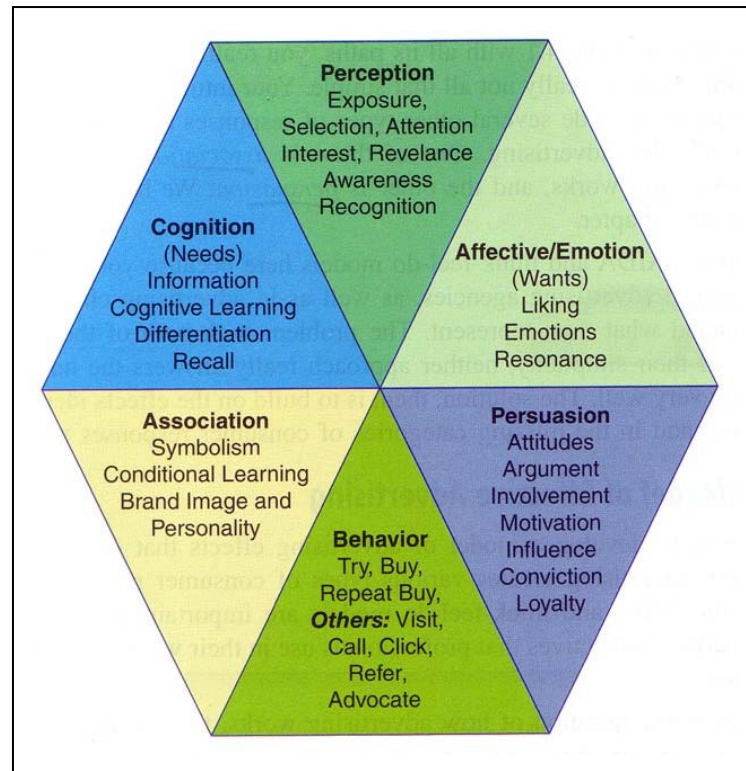 Perception
Exposure,
Selection, Attention
Interest, Revelance
Awareness
Recognition
Cognition
(Needs)
Information
Cognitive Learning
Differentiation
Recall
Affective/Emotion
(Wants)
Liking
Emotions
Resonance
Association
Symbolism
Conditional Learning
Brand Image and
Personality
Behavior
Try, Buy,
Repeat Buy,
Others: Visit,
Call, Click,
Refer,
Advocate
Persuasion
Attitudes
Argument
Involvement
Motivation
Influence
Conviction
Loyalty